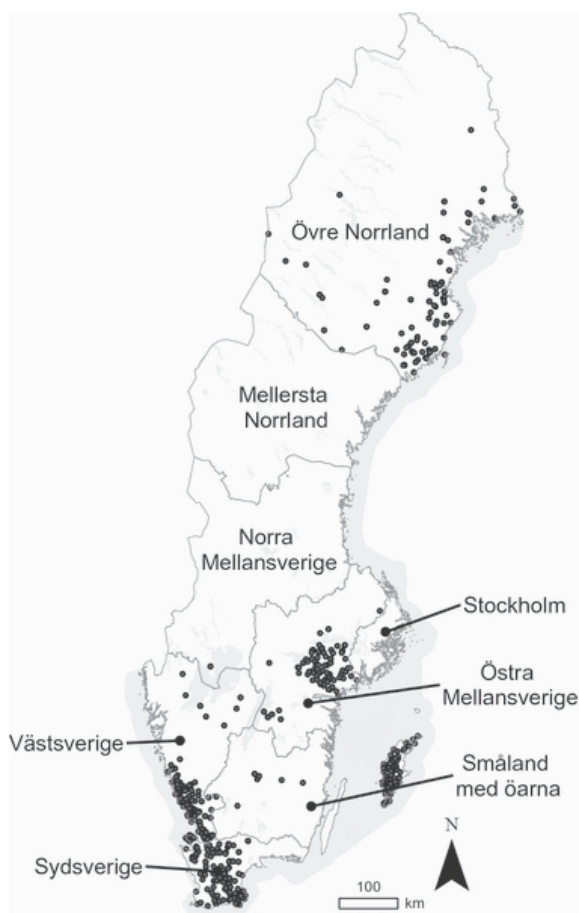 Övre Norrland
Mellersta
Norrland
Norra
Mellansverige
Stockholm
Östra
Mellansverige
Västsverige
Småland
med öarna
Sydsverige
N
100
km